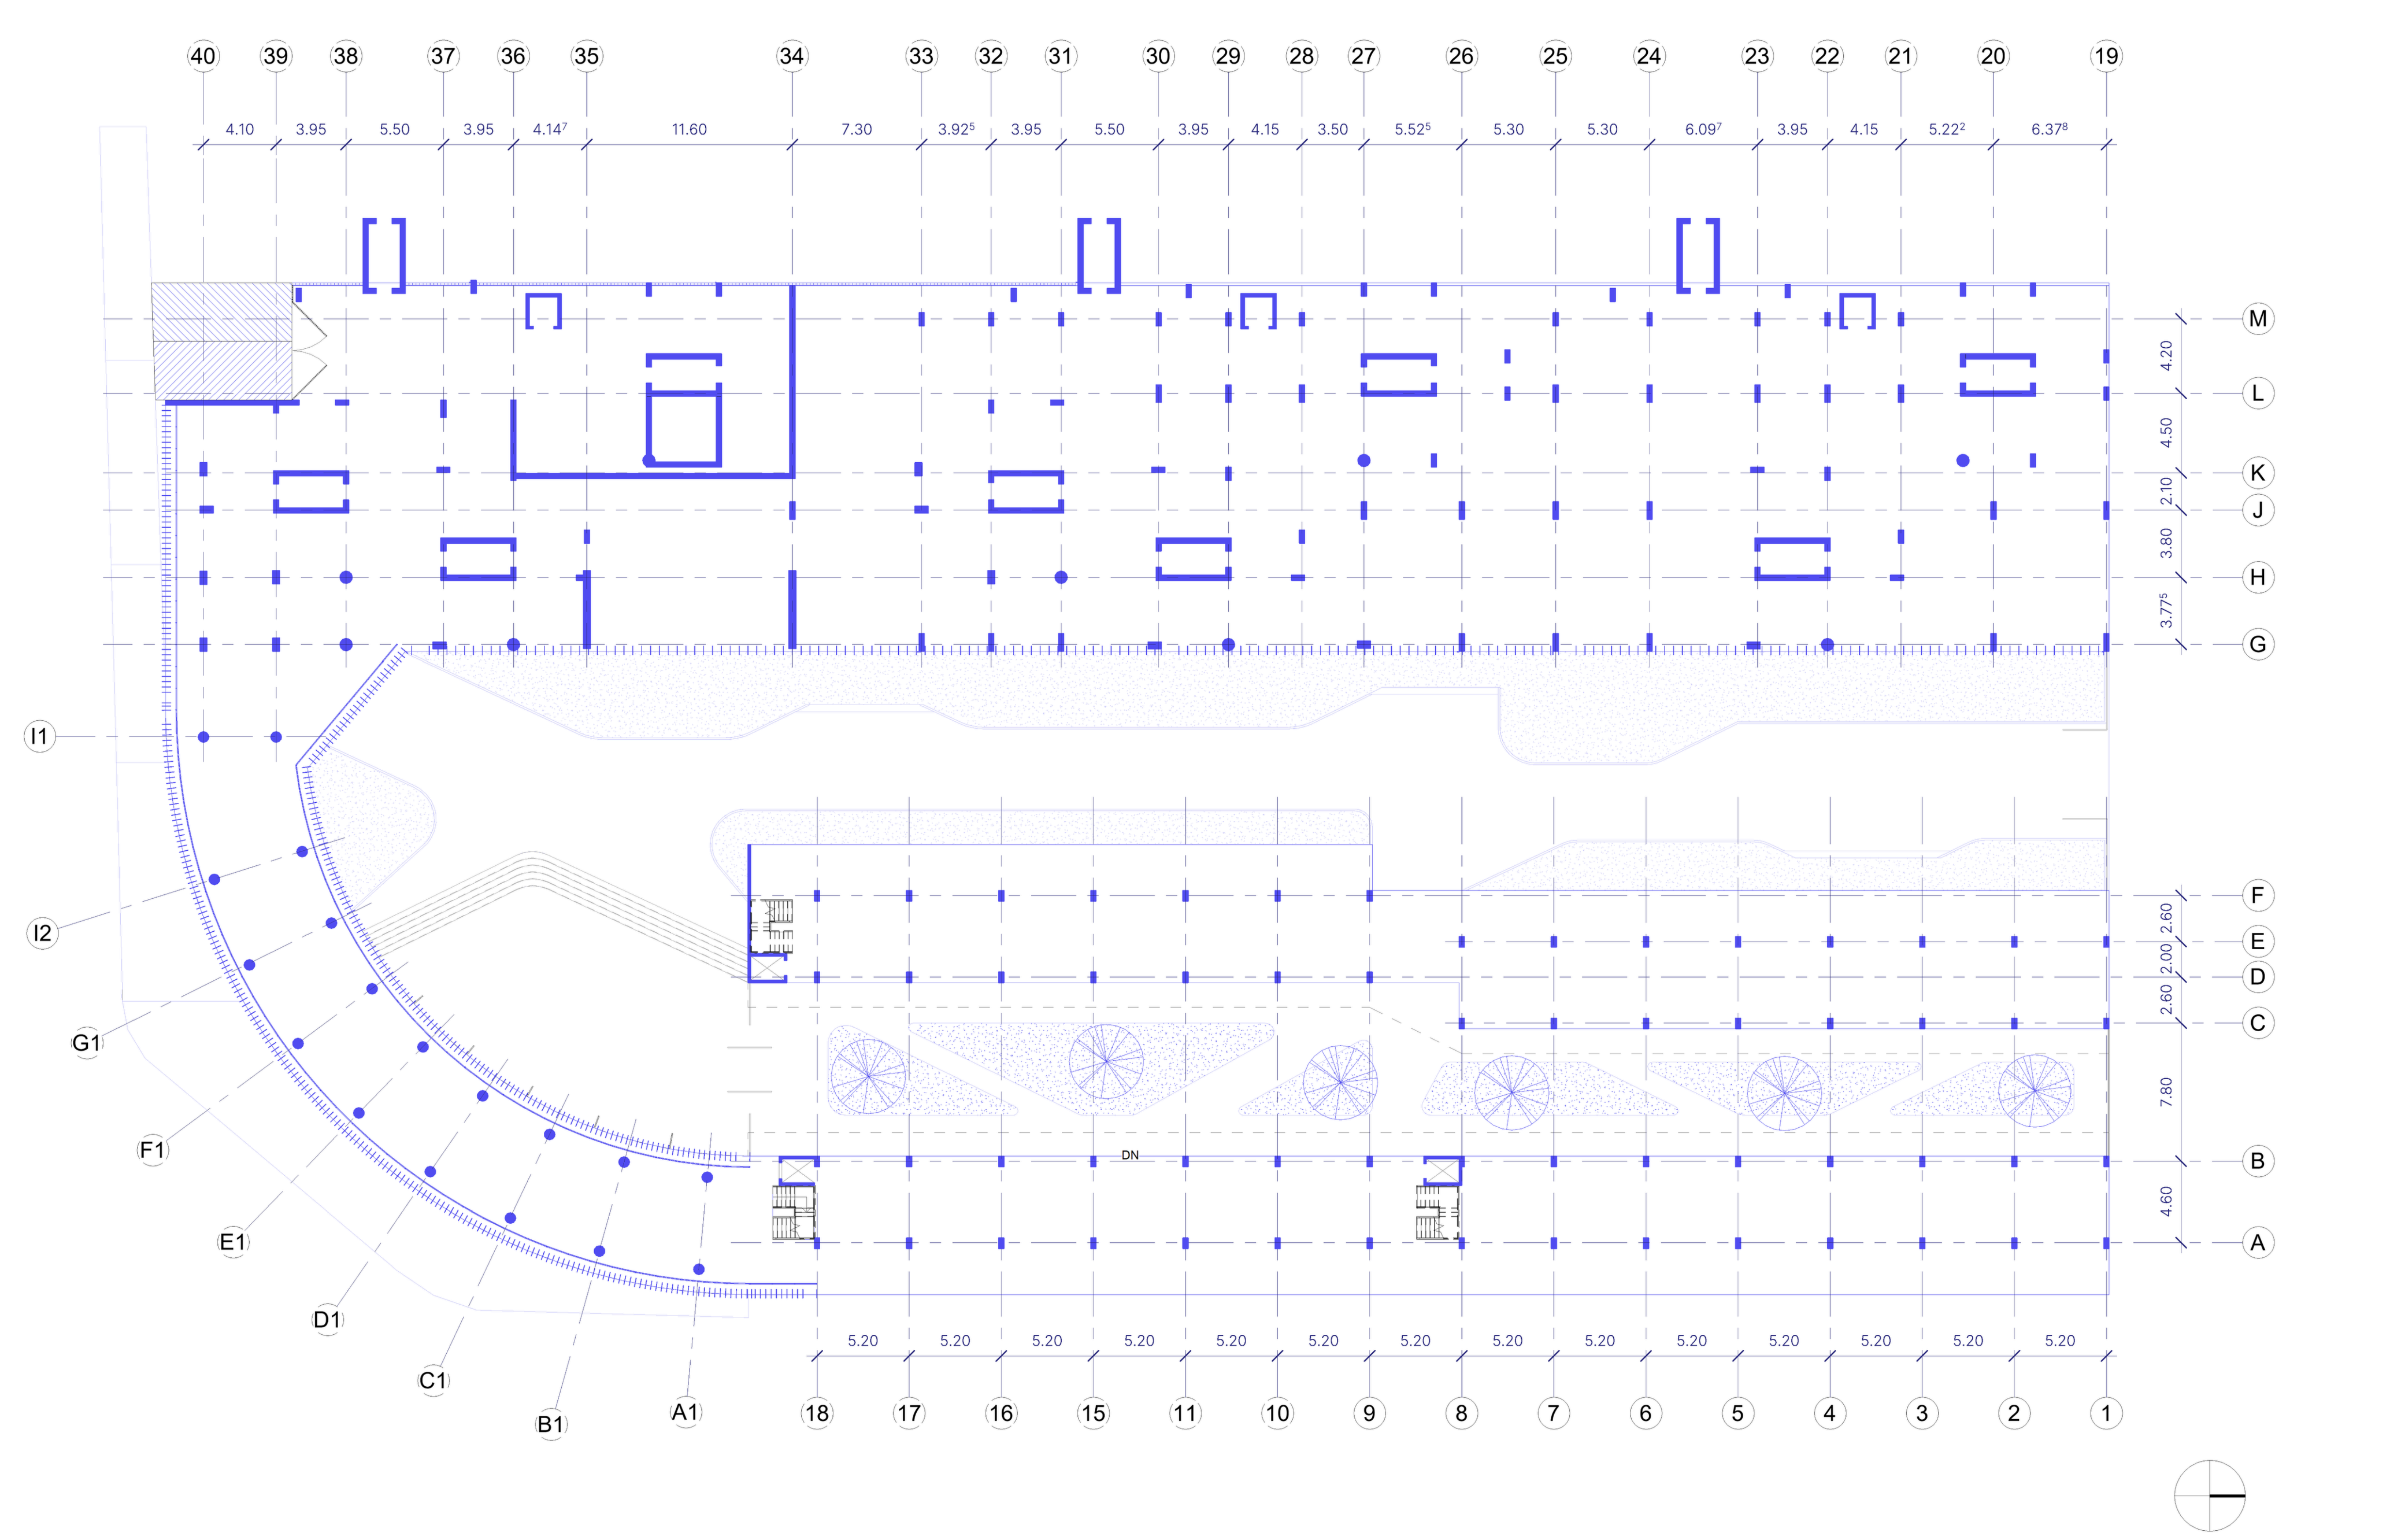 40 39 38 37 36 35 34 33 32 31 30 29 28 27 26 25 24 23 22 21 20 19
4.10 3.95 5.50 3.95 4.14⁷ 11.60 7.30 3.92⁵ 3.95 5.50 3.95 4.15 3.50 5.52⁵ 5.30 5.30 6.09⁷ 3.95 4.15 5.22² 6.37⁸
M
4.20
L
4.50
K
2.10
J
3.80
H
3.77⁵
G
I1
F
2.60
I2
E
2.00
D
2.60
C
G1
7.80
F1
DN
B
4.60
E1
A
D1
5.20 5.20 5.20 5.20 5.20 5.20 5.20 5.20 5.20 5.20 5.20 5.20 5.20 5.20
C1
B1
A1
18 17 16 15 11 10 9 8 7 6 5 4 3 2 1